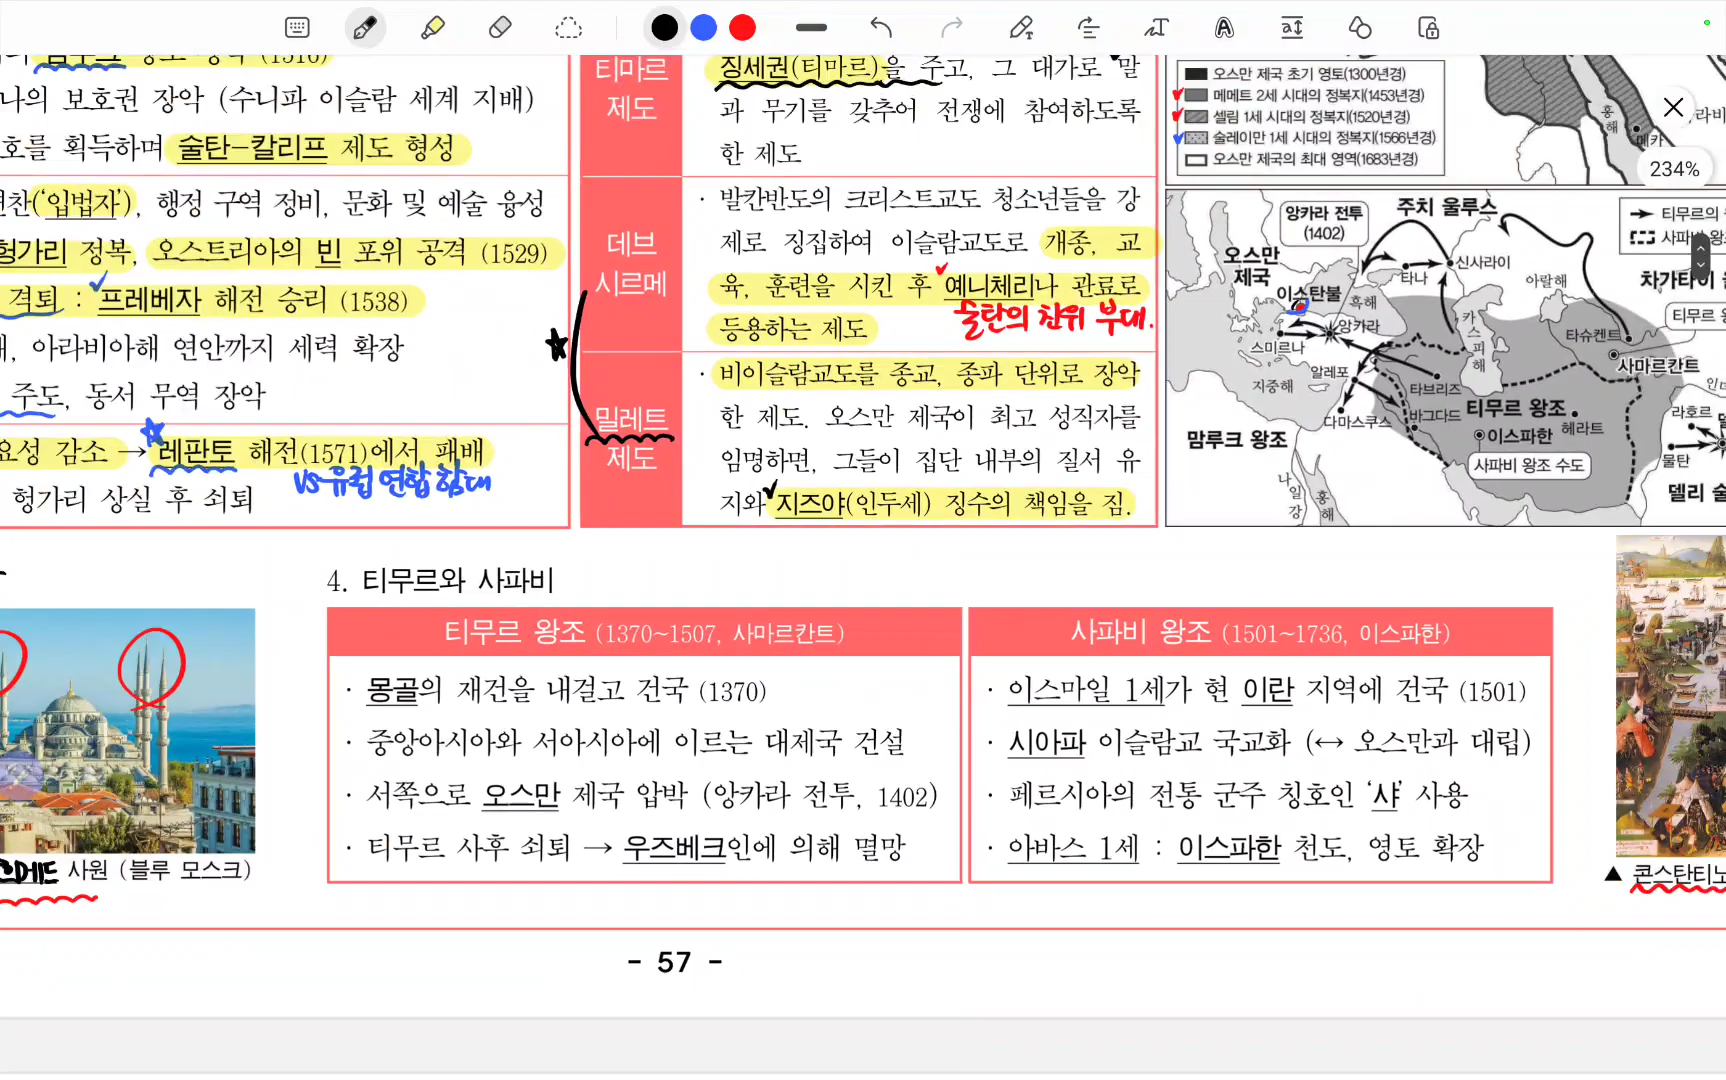 나의 보호권 장악 (수니파 이슬람 세계 지배)
호를 획득하며 술탄-칼리프 제도 형성
('입법자'), 행정 구역 정비, 문화 및 예술 융성
헝가리 정복, 오스트리아의 빈 포위 공격 (1529)
격퇴 : 프레베자 해전 승리 (1538)
해, 아라비아해 연안까지 세력 확장
주도, 동서 무역 장악
요성 감소 → 레판토 해전(1571)에서 패배
vs 유럽 연합 함대
헝가리 상실 후 쇠퇴
티마르
제도
징세권(티마르)을 주고, 그 대가로 말
과 무기를 갖추어 전쟁에 참여하도록
한 제도
데브
시르메
· 발칸반도의 크리스트교도 청소년들을 강
제로 징집하여 이슬람교도로 개종, 교
육, 훈련을 시킨 후 예니체리나 관료로
술탄의 친위 부대.
등용하는 제도
밀레트
제도
· 비이슬람교도를 종교, 종파 단위로 장악
한 제도. 오스만 제국이 최고 성직자를
임명하면, 그들이 집단 내부의 질서 유
지와 지즈야(인두세) 징수의 책임을 짐.
오스만 제국 초기 영토(1300년경)
메메트 2세 시대의 정복지(1453년경)
셀림 1세 시대의 정복지(1520년경)
술레이만 1세 시대의 정복지(1566년경)
오스만 제국의 최대 영역(1683년경)
홍해
메카
234%
앙카라 전투
(1402)
주치 울루스
티무르의
사파비 왕조
오스만
제국
타나
신사라이
아랄해
차가타이
이스탄불
흑해
티무르
앙카라
카스피해
타슈켄트
스미르나
사마르칸트
알레포
지중해
타브리즈
다마스쿠스
바그다드
티무르 왕조
라호르
헤라트
맘루크 왕조
이스파한
물탄
사파비 왕조 수도
나일강
홍해
델리 술
4. 티무르와 사파비
티무르 왕조 (1370~1507, 사마르칸트)
· 몽골의 재건을 내걸고 건국 (1370)
· 중앙아시아와 서아시아에 이르는 대제국 건설
· 서쪽으로 오스만 제국 압박 (앙카라 전투, 1402)
· 티무르 사후 쇠퇴 → 우즈베크인에 의해 멸망
사파비 왕조 (1501~1736, 이스파한)
· 이스마일 1세가 현 이란 지역에 건국 (1501)
· 시아파 이슬람교 국교화 (↔ 오스만과 대립)
· 페르시아의 전통 군주 칭호인 '샤' 사용
· 아바스 1세 : 이스파한 천도, 영토 확장
흐메드 사원 (블루 모스크)
▲ 콘스탄티노
- 57 -